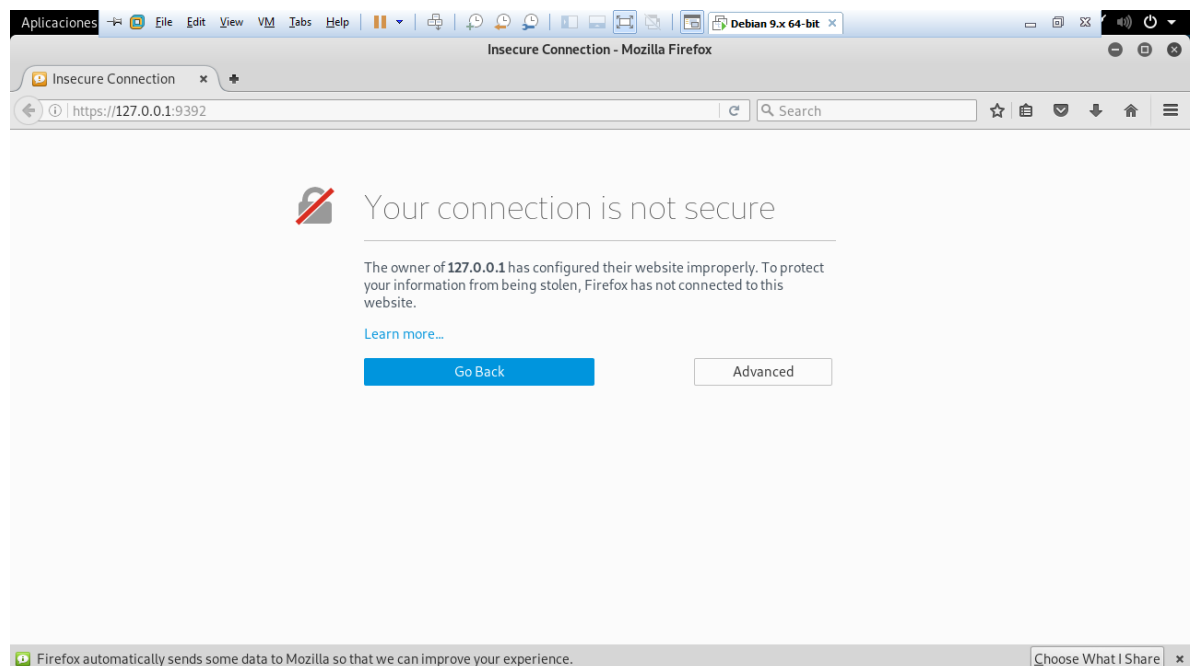 Aplicaciones File Edit View VM Tabs Help Debian 9.x 64-bit
Insecure Connection - Mozilla Firefox
Insecure Connection
https://127.0.0.1:9392 Search
Your connection is not secure
The owner of 127.0.0.1 has configured their website improperly. To protect
your information from being stolen, Firefox has not connected to this
website.
Learn more...
Go Back Advanced
Firefox automatically sends some data to Mozilla so that we can improve your experience. Choose What I Share